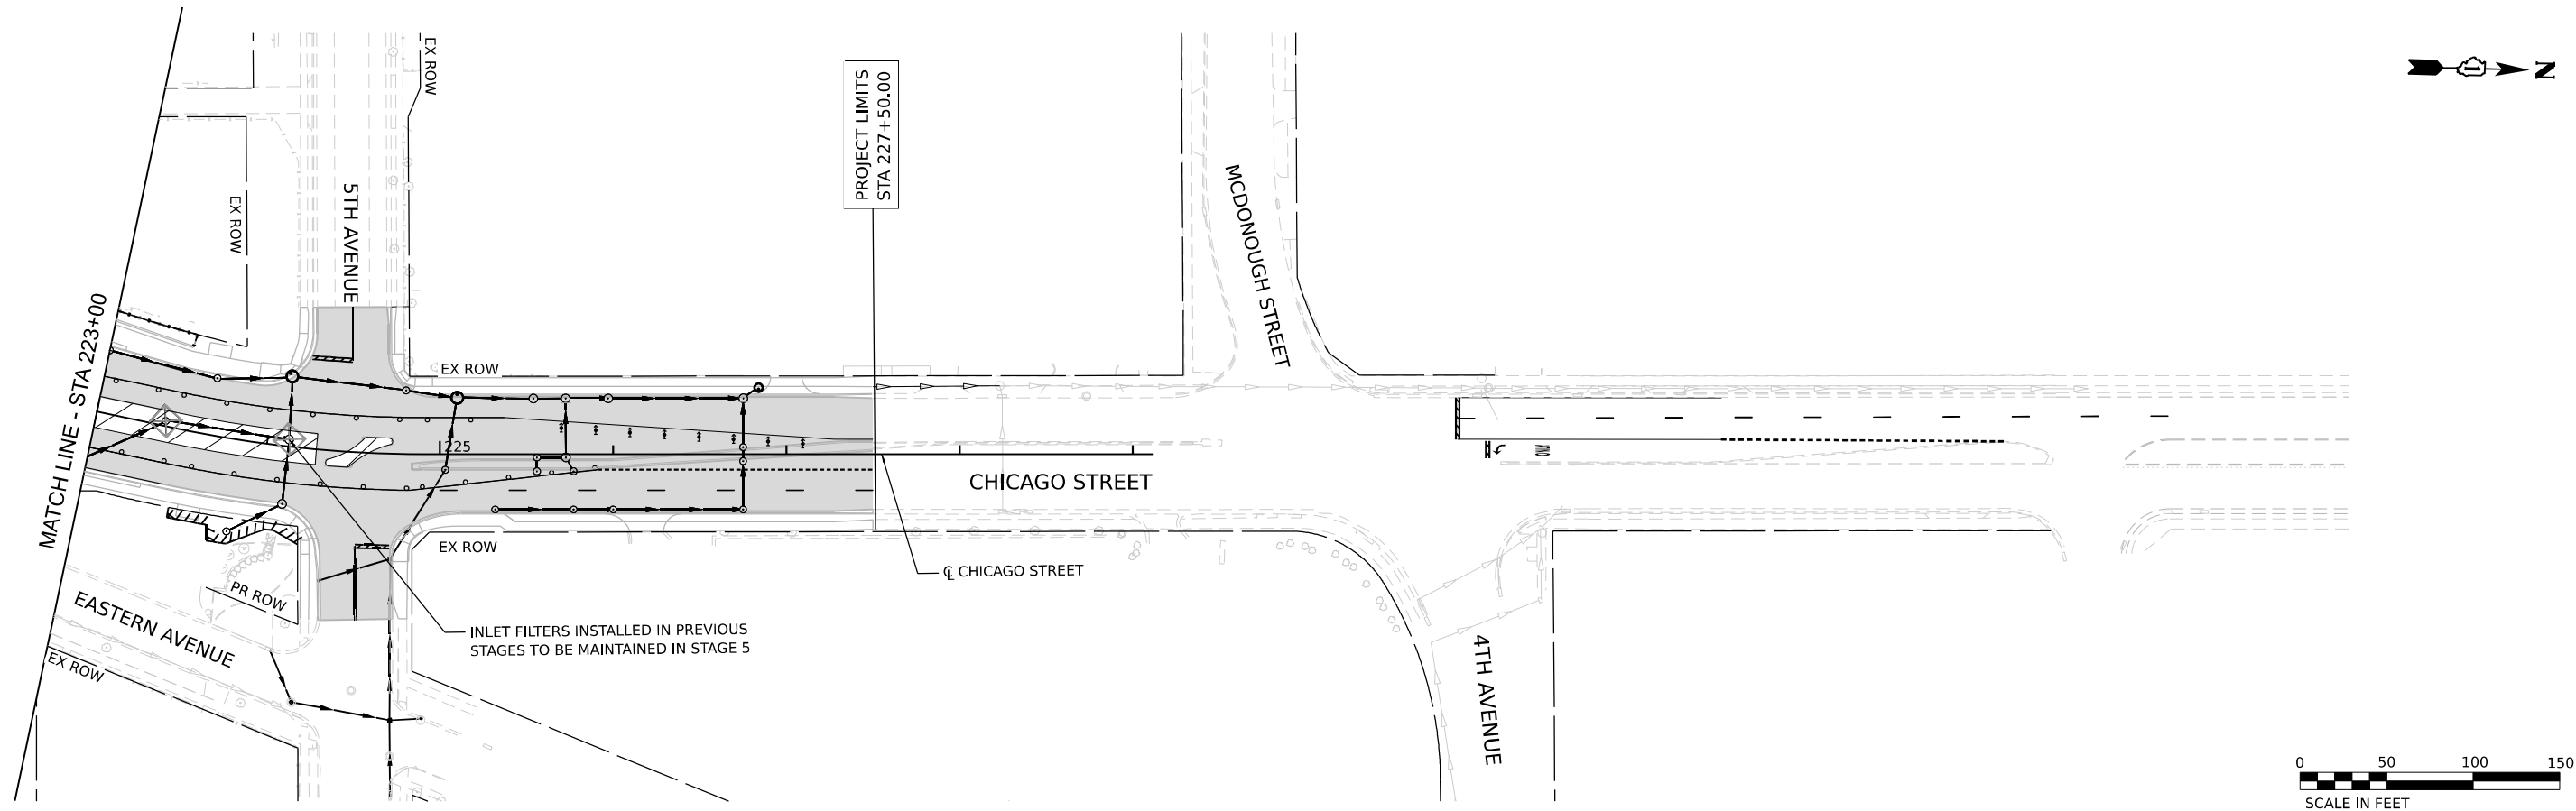 EX ROW
N
PROJECT LIMITS
STA 227+50.00
EX ROW
5TH AVENUE
MCDONOUGH STREET
MATCH LINE - STA 223+00
EX ROW
225
CHICAGO STREET
EX ROW
℄ CHICAGO STREET
PR ROW
EASTERN AVENUE
EX ROW
INLET FILTERS INSTALLED IN PREVIOUS
STAGES TO BE MAINTAINED IN STAGE 5
4TH AVENUE
0 50 100 150
SCALE IN FEET